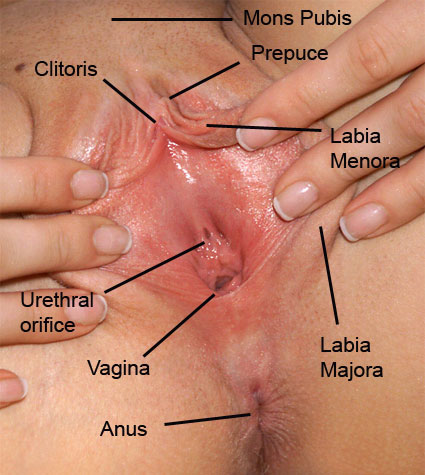 Mons Pubis
Prepuce
Clitoris
Labia
Menora
Urethral
orifice
Vagina
Labia
Majora
Anus